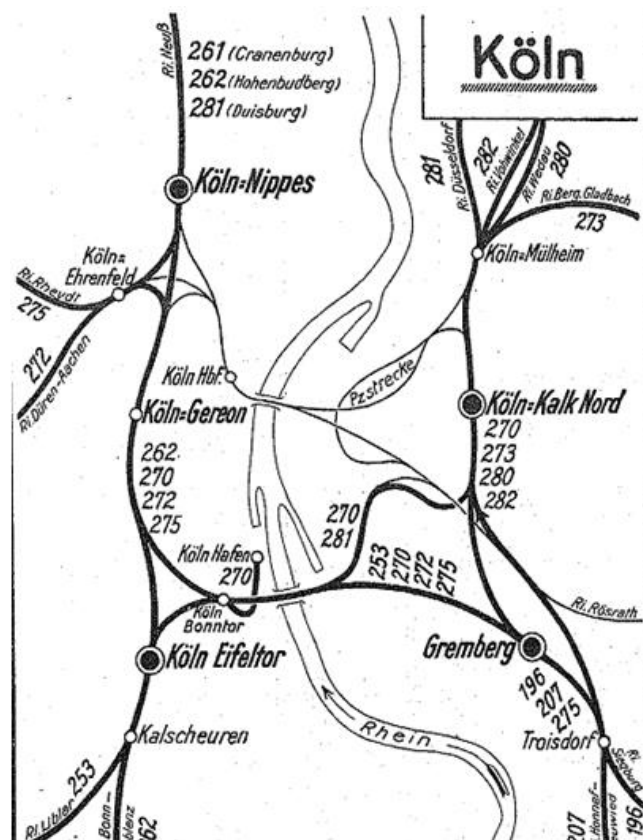 Köln
Ri. Neuß
261 (Cranenburg)
262 (Hohenbudberg)
281 (Duisburg)
281
Ri. Düsseldorf
282
Ri. Vohwinkel
Ri. Wedau
280
Ri. Berg. Gladbach
273
Köln=Nippes
Köln=
Ehrenfeld
Ri. Rheydt
275
272
Ri. Düren-Aachen
Köln=Mülheim
Köln Hbf.
Pz strecke
Köln=Gereon
262
270
272
275
Köln=Kalk Nord
270
273
280
282
270
281
Köln Hafen
270
253
270
272
275
Köln
Bonntor
Ri. Rösrath
Köln Eifeltor
Gremberg
196
207
275
Kalscheuren
Rhein
Troisdorf
Ri. Liblar
253
Bonn-
62
207
Ri.
Siegburg
196